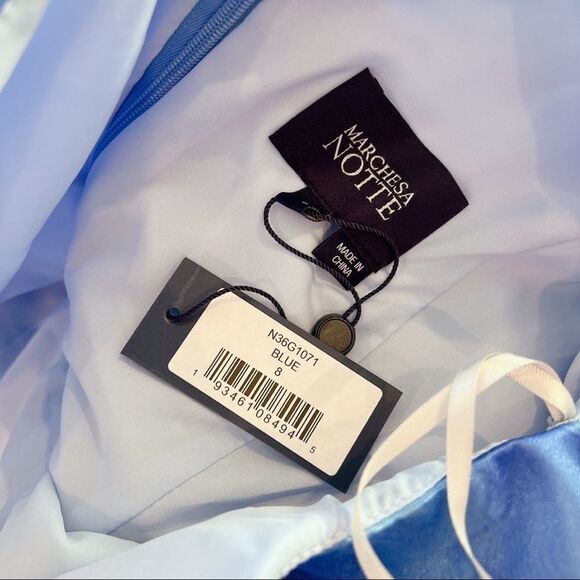 MARCHESA
NOTTE
MADE IN
CHINA
N36G1071
BLUE
8
1 93461 08494 5